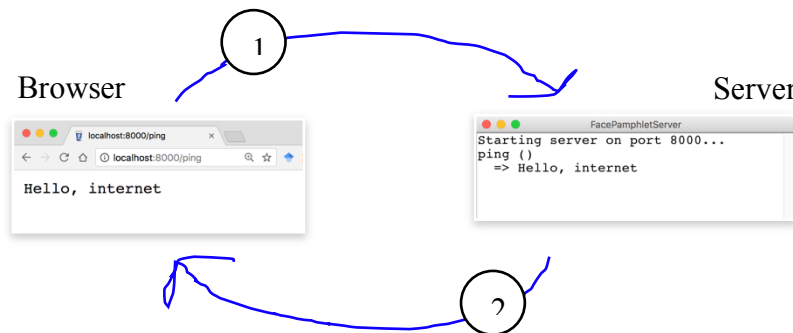 1
Browser
Server
localhost:8000/ping
localhost:8000/ping
Hello, internet
FacePamphletServer
Starting server on port 8000...
ping ()
=> Hello, internet
2